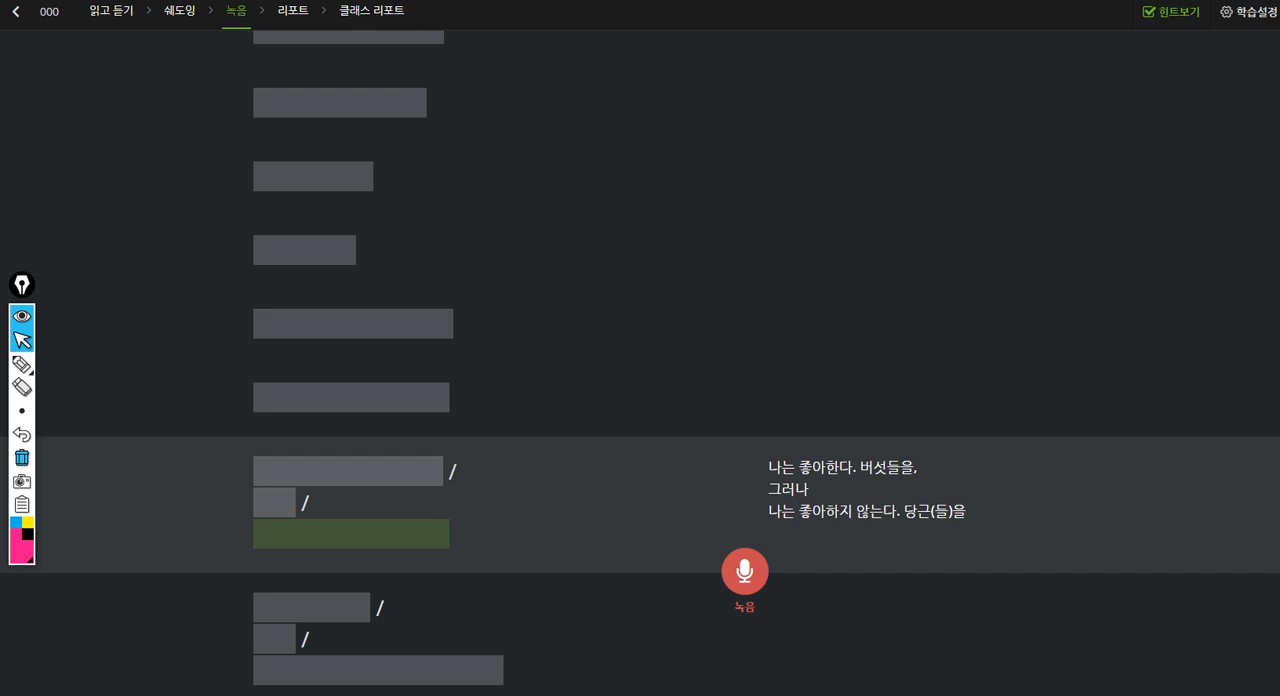 000 읽고 듣기 쉐도잉 녹음 리포트 클래스 리포트 힌트보기 학습설정
/
나는 좋아한다. 버섯들을,
/
그러나
나는 좋아하지 않는다. 당근(들)을
녹음
/
/